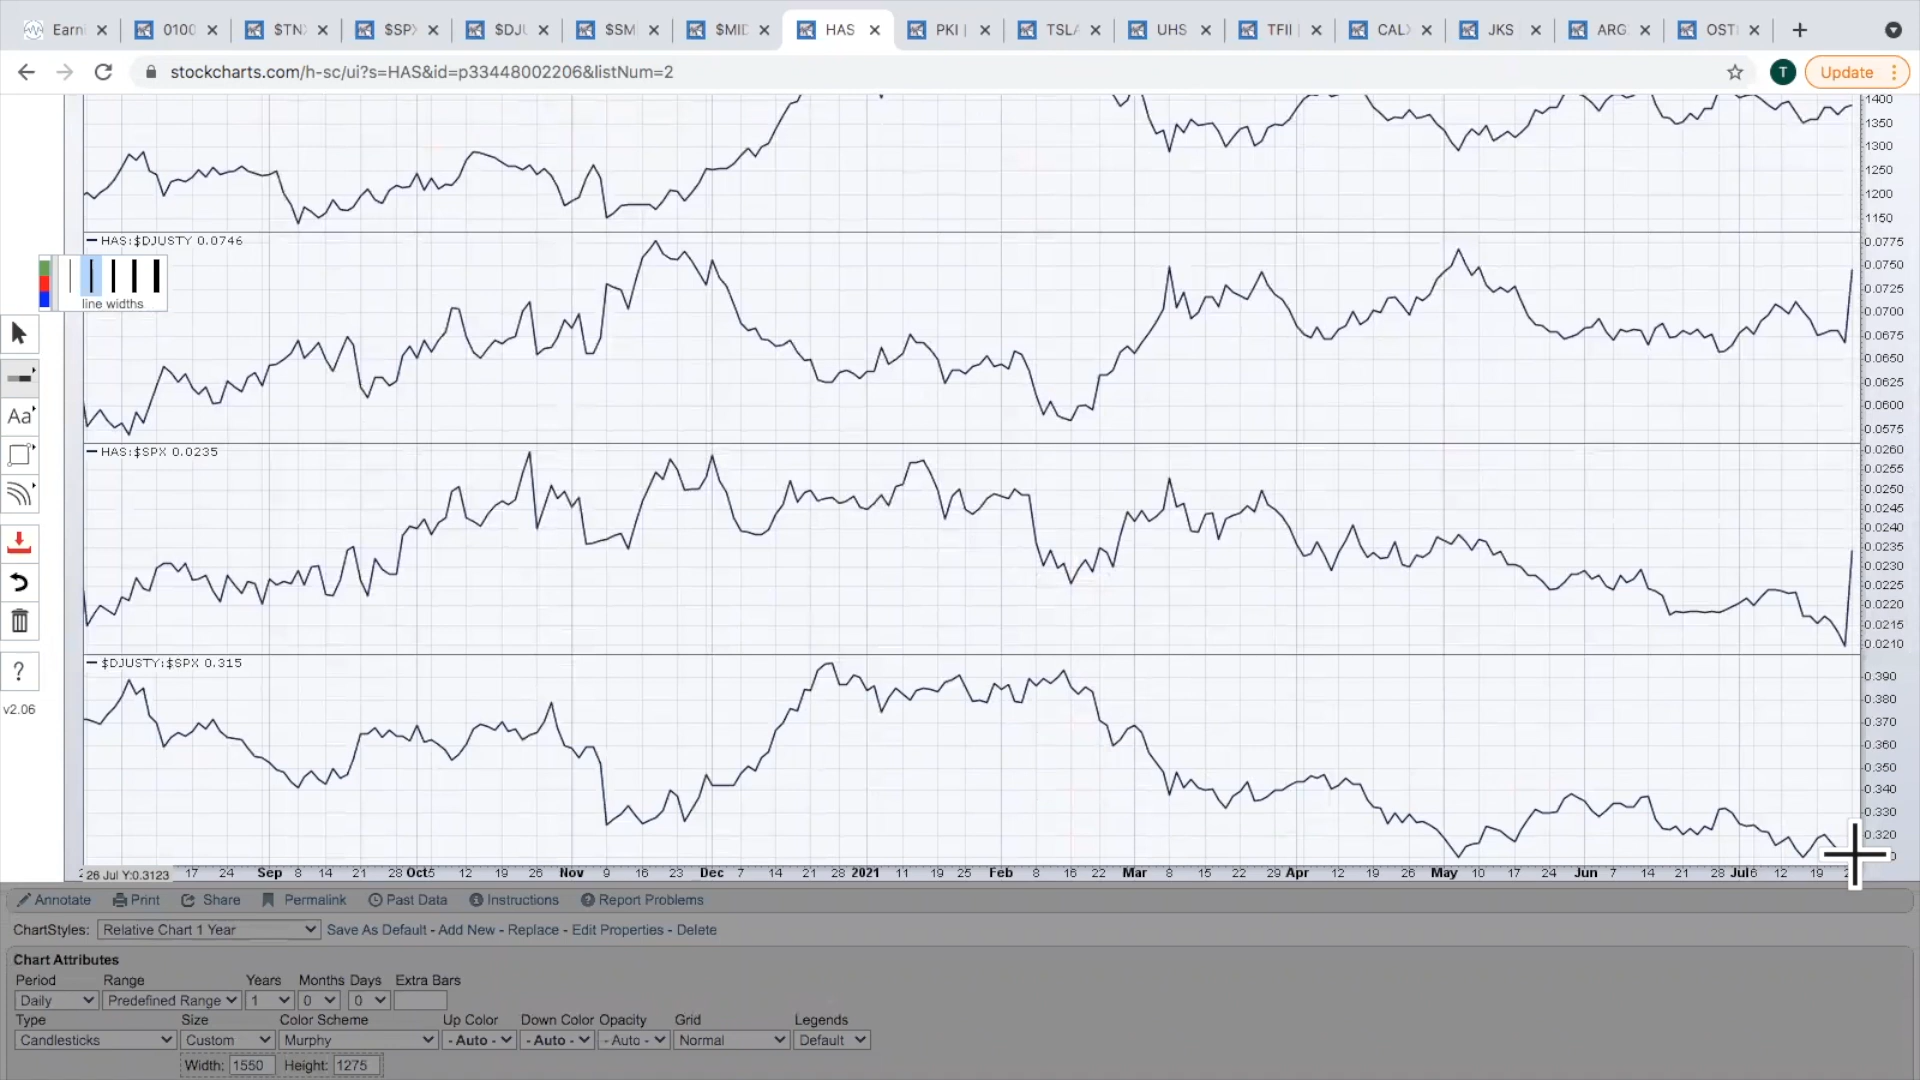 Earni 0100 $TN $SP $DJU $SM $MID HAS PKI | TSLA UHS TFII | CAL JKS ARG OST
stockcharts.com/h-sc/ui?s=HAS&id=p33448002206&listNum=2
T
Update
1400
1350
1300
1250
1200
1150
HAS:$DJUSTY 0.0746
0.0775
0.0750
0.0725
0.0700
0.0675
0.0650
0.0625
0.0600
0.0575
line widths
Aa
?
v2.06
HAS:$SPX 0.0235
0.0260
0.0255
0.0250
0.0245
0.0240
0.0235
0.0230
0.0225
0.0220
0.0215
0.0210
$DJUSTY:$SPX 0.315
0.390
0.380
0.370
0.360
0.350
0.340
0.330
0.320
26 Jul Y:0.3123 17 24 Sep 8 14 21 28 Oct5 12 19 26 Nov 9 16 23 Dec 7 14 21 28 2021 11 19 25 Feb 8 16 22 Mar 8 15 22 29 Apr 12 19 26 May 10 17 24 Jun 7 14 21 28 Jul6 12 19
Annotate Print Share Permalink Past Data Instructions Report Problems
ChartStyles: Relative Chart 1 Year Save As Default - Add New - Replace - Edit Properties - Delete
Chart Attributes
Period Range Years Months Days Extra Bars
Daily Predefined Range 1 0 0
Type Size Color Scheme Up Color Down Color Opacity Grid Legends
Candlesticks Custom Murphy - Auto - - Auto - - Auto - Normal Default
Width: 1550 Height: 1275